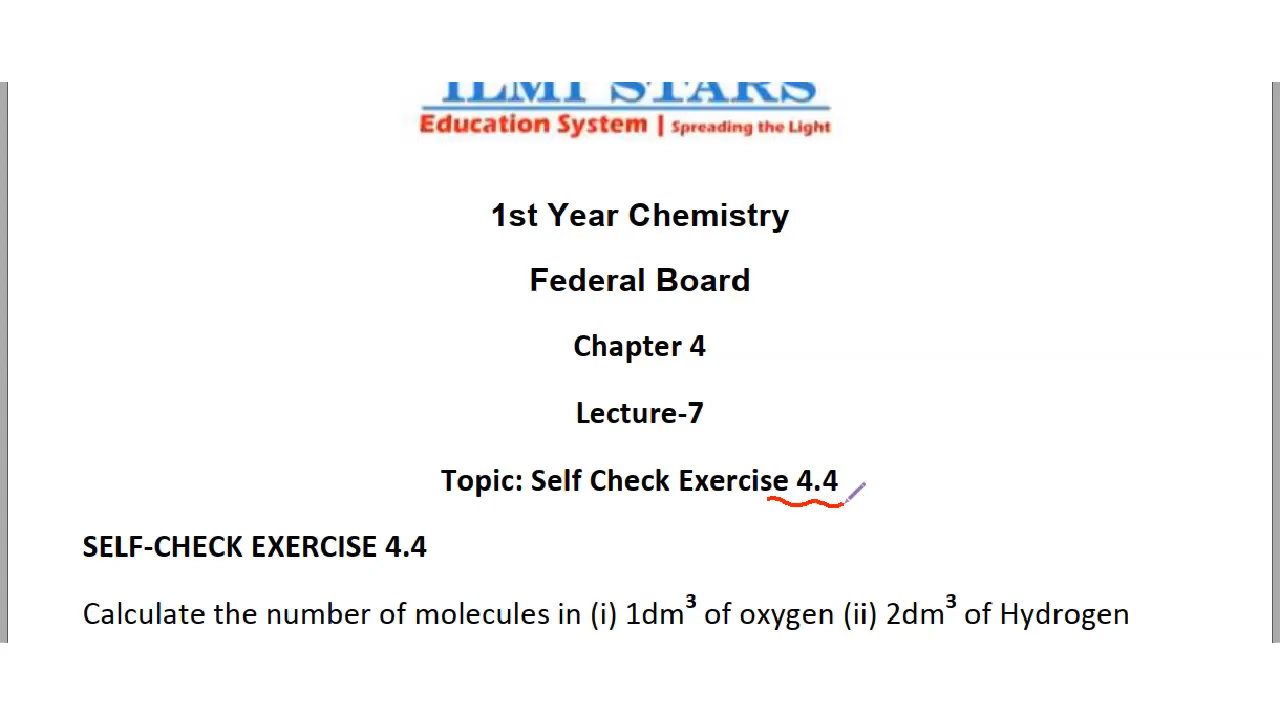 ILMI STARS
Education System | Spreading the Light
1st Year Chemistry
Federal Board
Chapter 4
Lecture-7
Topic: Self Check Exercise 4.4
SELF-CHECK EXERCISE 4.4
Calculate the number of molecules in (i) 1dm³ of oxygen (ii) 2dm³ of Hydrogen